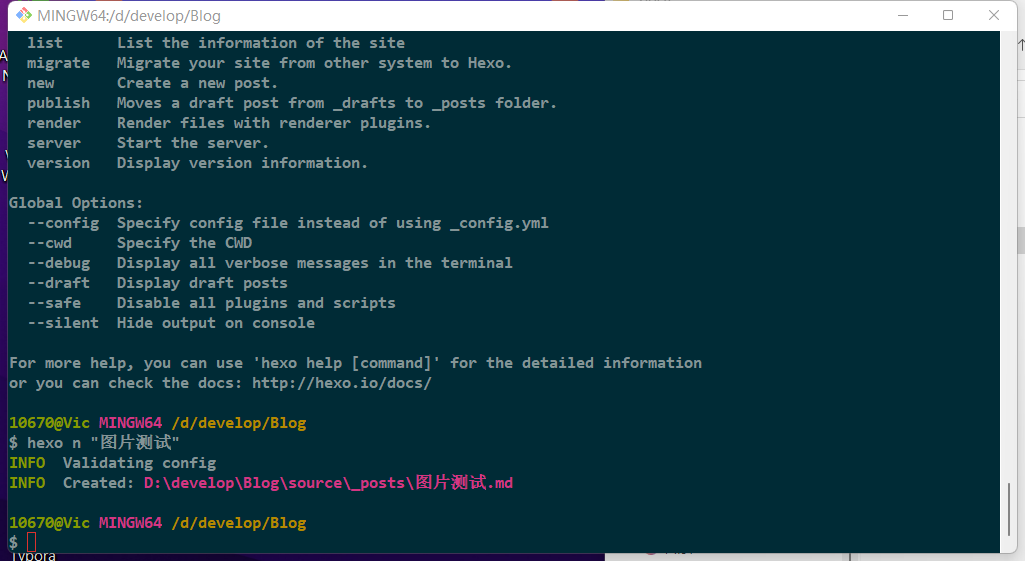 MINGW64:/d/develop/Blog
list List the information of the site
migrate Migrate your site from other system to Hexo.
new Create a new post.
publish Moves a draft post from _drafts to _posts folder.
render Render files with renderer plugins.
server Start the server.
version Display version information.
Global Options:
--config Specify config file instead of using _config.yml
--cwd Specify the CWD
--debug Display all verbose messages in the terminal
--draft Display draft posts
--safe Disable all plugins and scripts
--silent Hide output on console
For more help, you can use 'hexo help [command]' for the detailed information
or you can check the docs: http://hexo.io/docs/
10670@Vic MINGW64 /d/develop/Blog
$ hexo n "图片测试"
INFO Validating config
INFO Created: D:\develop\Blog\source\_posts\图片测试.md
10670@Vic MINGW64 /d/develop/Blog
$
Typora